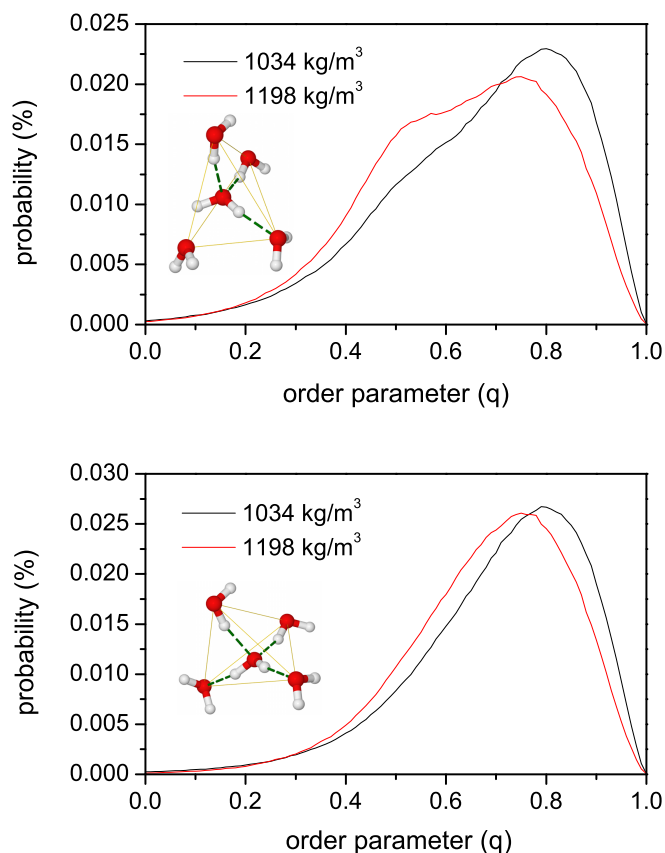 0.025
0.020
0.015
0.010
0.005
0.000
probability (%)
1034 kg/m³
1198 kg/m³
0.0 0.2 0.4 0.6 0.8 1.0
order parameter (q)
0.030
0.025
0.020
0.015
0.010
0.005
0.000
probability (%)
1034 kg/m³
1198 kg/m³
0.0 0.2 0.4 0.6 0.8 1.0
order parameter (q)